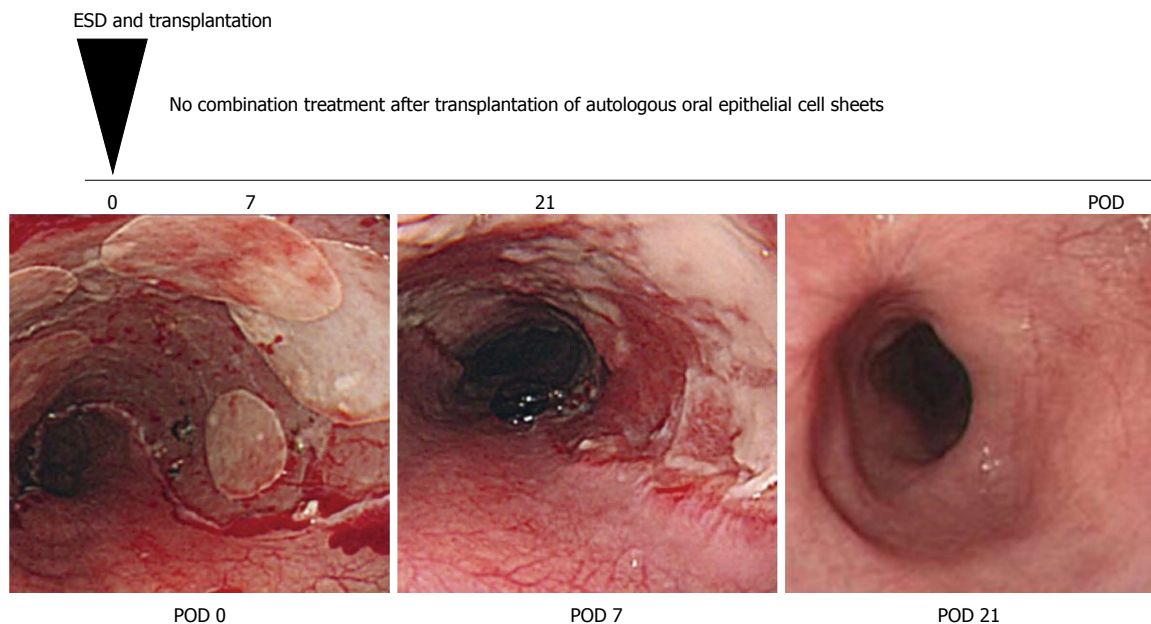 ESD and transplantation
No combination treatment after transplantation of autologous oral epithelial cell sheets
0 7 21 POD
POD 0 POD 7 POD 21